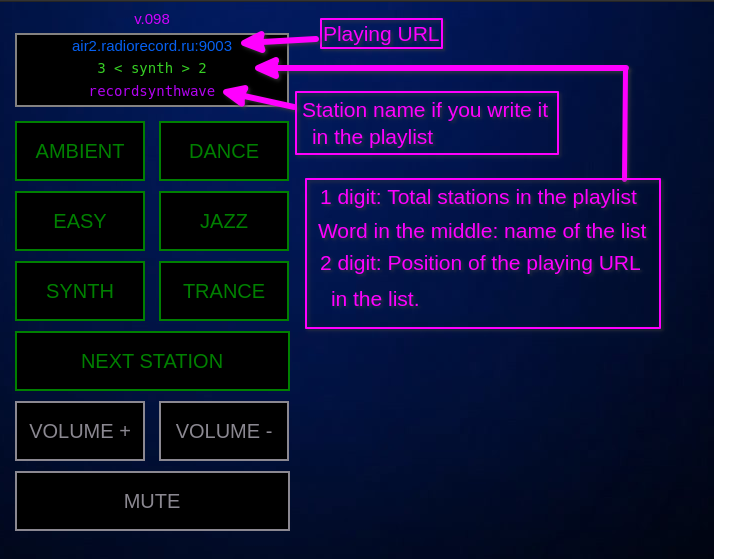 v.098
air2.radiorecord.ru:9003
3 < synth > 2
recordsynthwave
Playing URL
Station name if you write it
in the playlist
1 digit: Total stations in the playlist
Word in the middle: name of the list
2 digit: Position of the playing URL
in the list.
AMBIENT
DANCE
EASY
JAZZ
SYNTH
TRANCE
NEXT STATION
VOLUME +
VOLUME -
MUTE